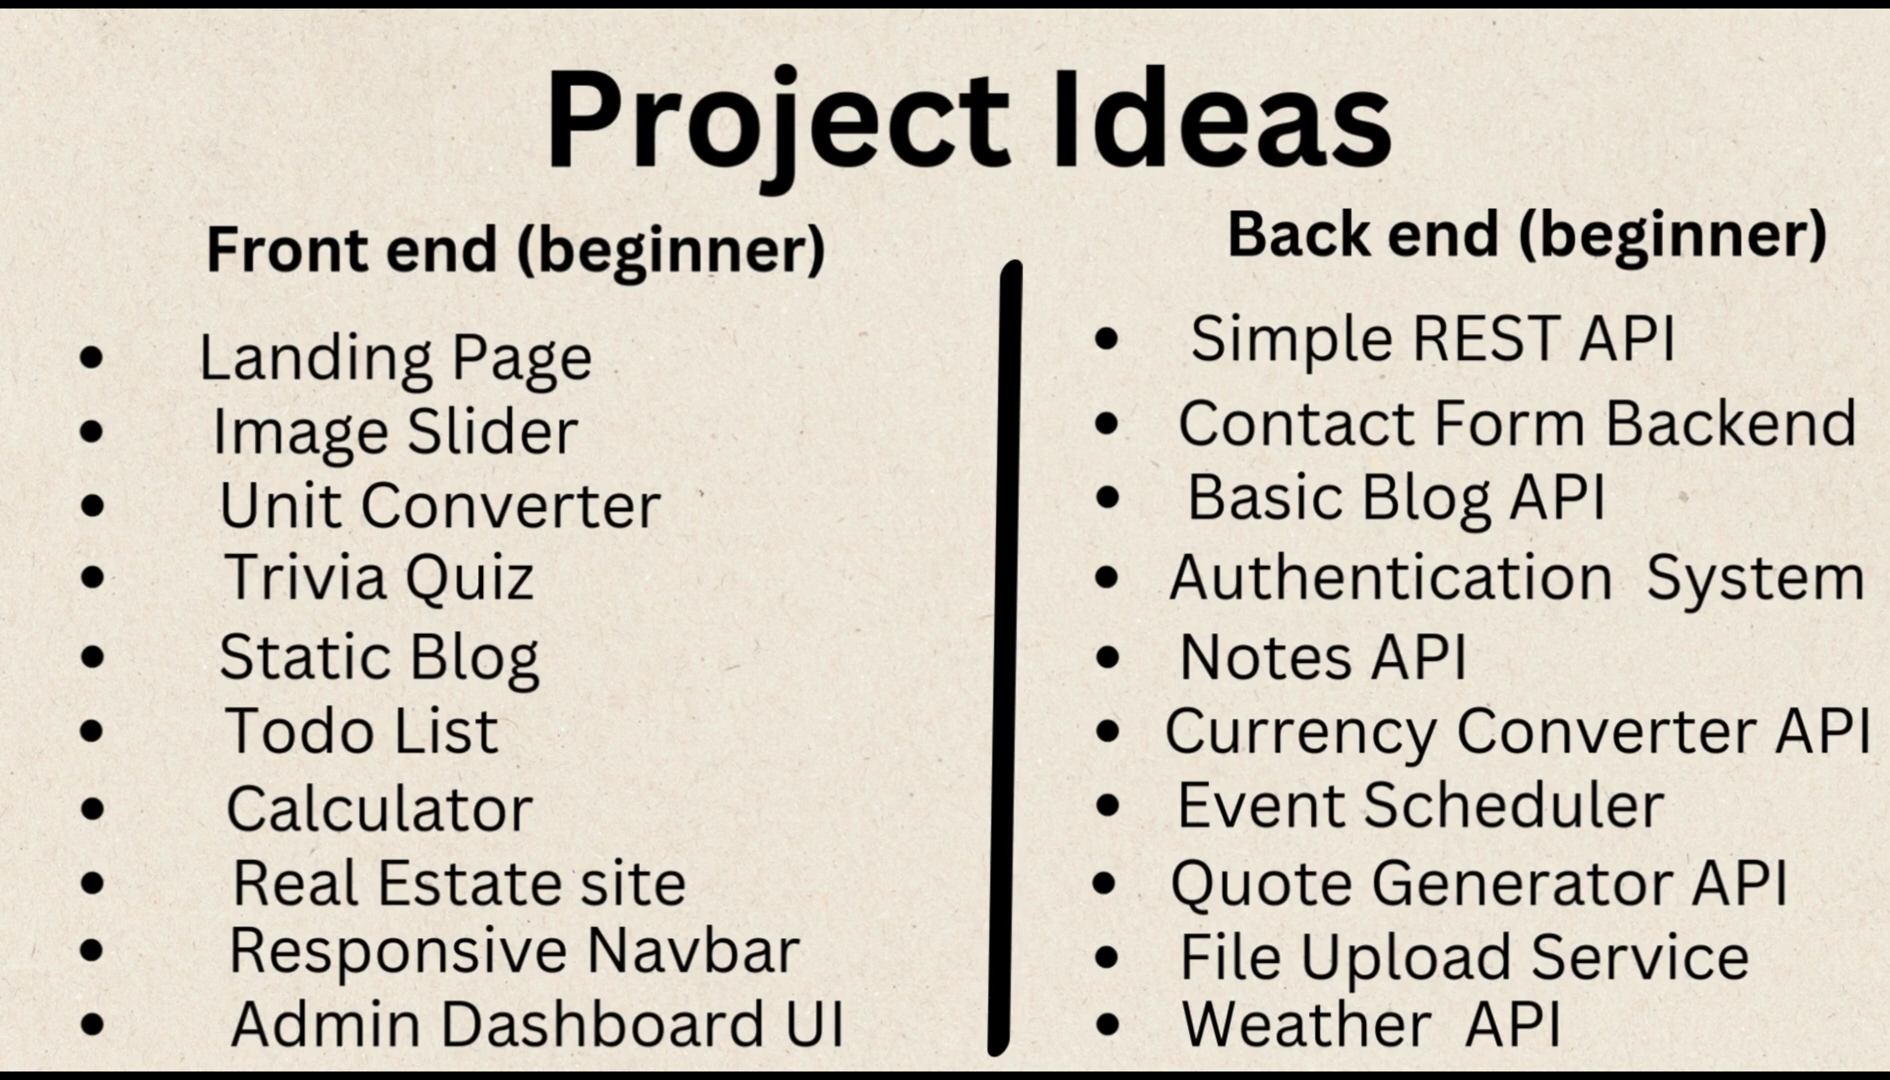 Project Ideas
Front end (beginner)
Landing Page
Image Slider
Unit Converter
Trivia Quiz
Static Blog
Todo List
Calculator
Real Estate site
Responsive Navbar
Admin Dashboard UI
Back end (beginner)
Simple REST API
Contact Form Backend
Basic Blog API
Authentication System
Notes API
Currency Converter API
Event Scheduler
Quote Generator API
File Upload Service
Weather API